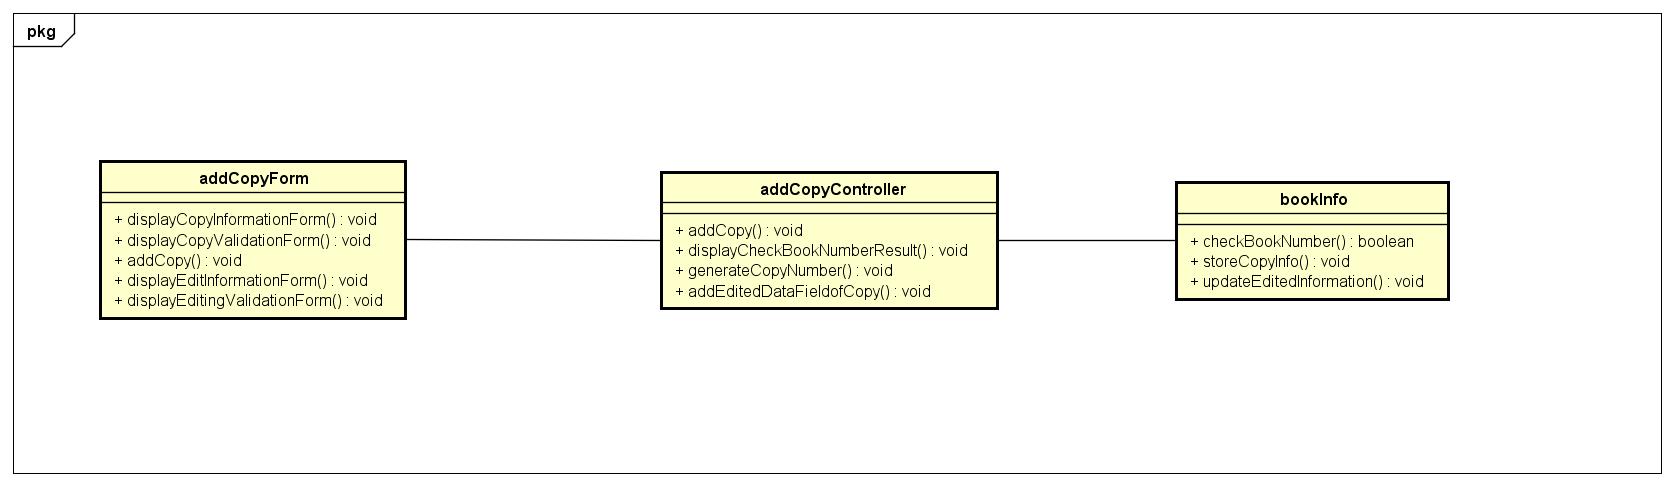 pkg
addCopyForm
+ displayCopyInformationForm() : void
+ displayCopyValidationForm() : void
+ addCopy() : void
+ displayEditInformationForm() : void
+ displayEditingValidationForm() : void
addCopyController
+ addCopy() : void
+ displayCheckBookNumberResult() : void
+ generateCopyNumber() : void
+ addEditedDataFieldofCopy() : void
bookInfo
+ checkBookNumber() : boolean
+ storeCopyInfo() : void
+ updateEditedInformation() : void